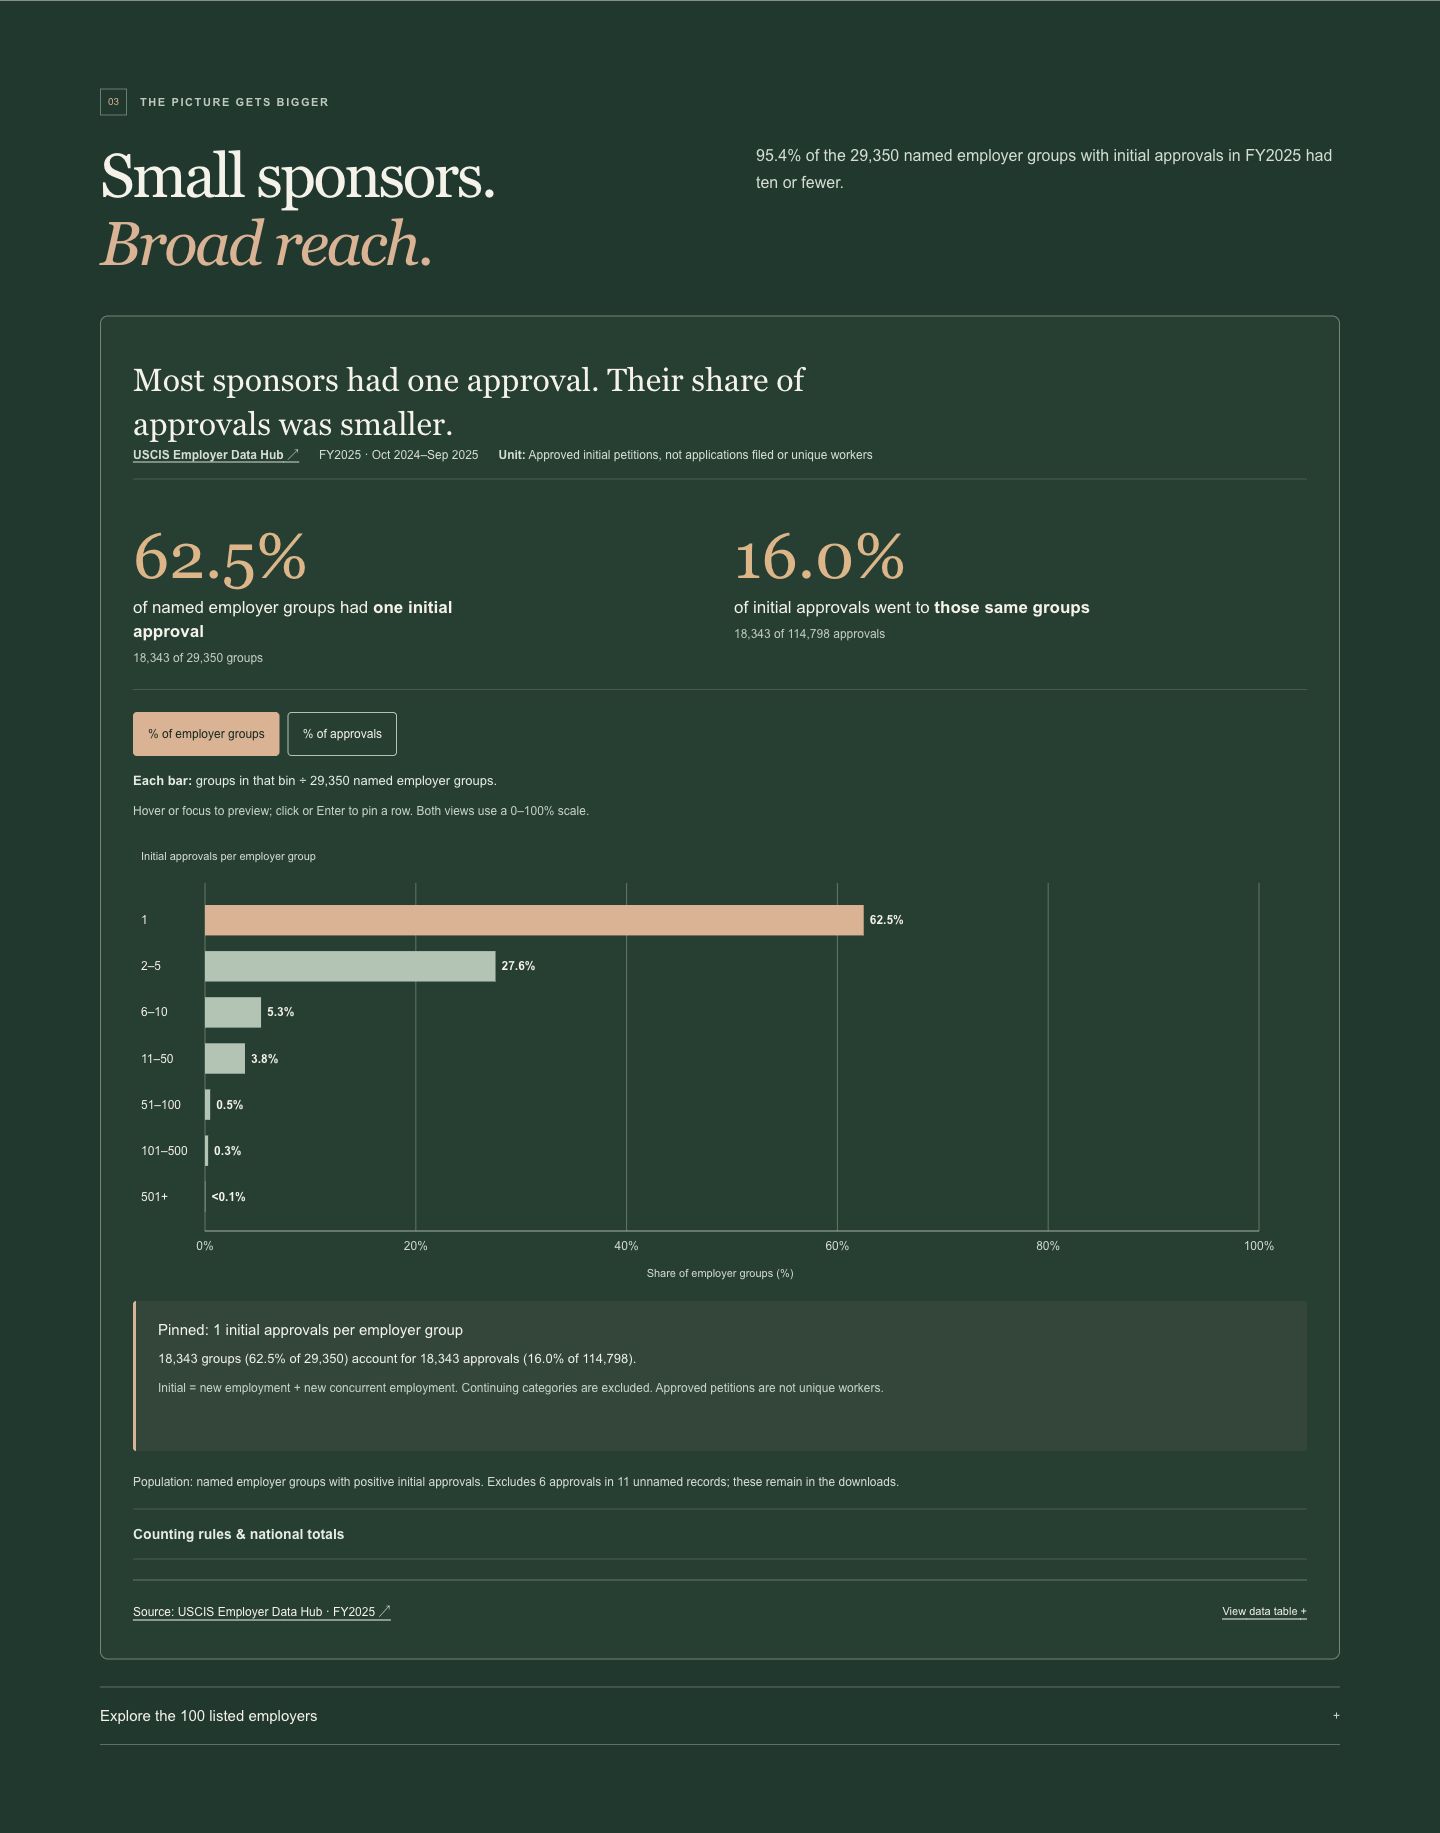 03 THE PICTURE GETS BIGGER
Small sponsors.
Broad reach.
95.4% of the 29,350 named employer groups with initial approvals in FY2025 had
ten or fewer.
Most sponsors had one approval. Their share of
approvals was smaller.
USCIS Employer Data Hub ↗ FY2025 · Oct 2024–Sep 2025 Unit: Approved initial petitions, not applications filed or unique workers
62.5%
of named employer groups had one initial
approval
18,343 of 29,350 groups
16.0%
of initial approvals went to those same groups
18,343 of 114,798 approvals
% of employer groups % of approvals
Each bar: groups in that bin ÷ 29,350 named employer groups.
Hover or focus to preview; click or Enter to pin a row. Both views use a 0–100% scale.
Initial approvals per employer group
1 62.5%
2–5 27.6%
6–10 5.3%
11–50 3.8%
51–100 0.5%
101–500 0.3%
501+ <0.1%
0% 20% 40% 60% 80% 100%
Share of employer groups (%)
Pinned: 1 initial approvals per employer group
18,343 groups (62.5% of 29,350) account for 18,343 approvals (16.0% of 114,798).
Initial = new employment + new concurrent employment. Continuing categories are excluded. Approved petitions are not unique workers.
Population: named employer groups with positive initial approvals. Excludes 6 approvals in 11 unnamed records; these remain in the downloads.
Counting rules & national totals
Source: USCIS Employer Data Hub · FY2025 ↗ View data table +
Explore the 100 listed employers +